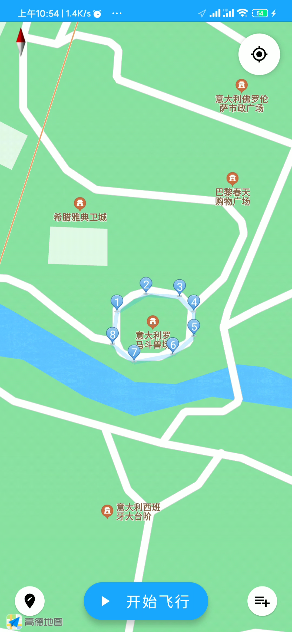 上午10:54 | 1.4K/s ...
64
意大利佛罗伦
萨市政广场
巴黎春天
购物广场
希腊雅典卫城
2
3
1
4
意大利罗
马斗兽场
5
8
6
7
意大利西班
牙大台阶
开始飞行
高德地图